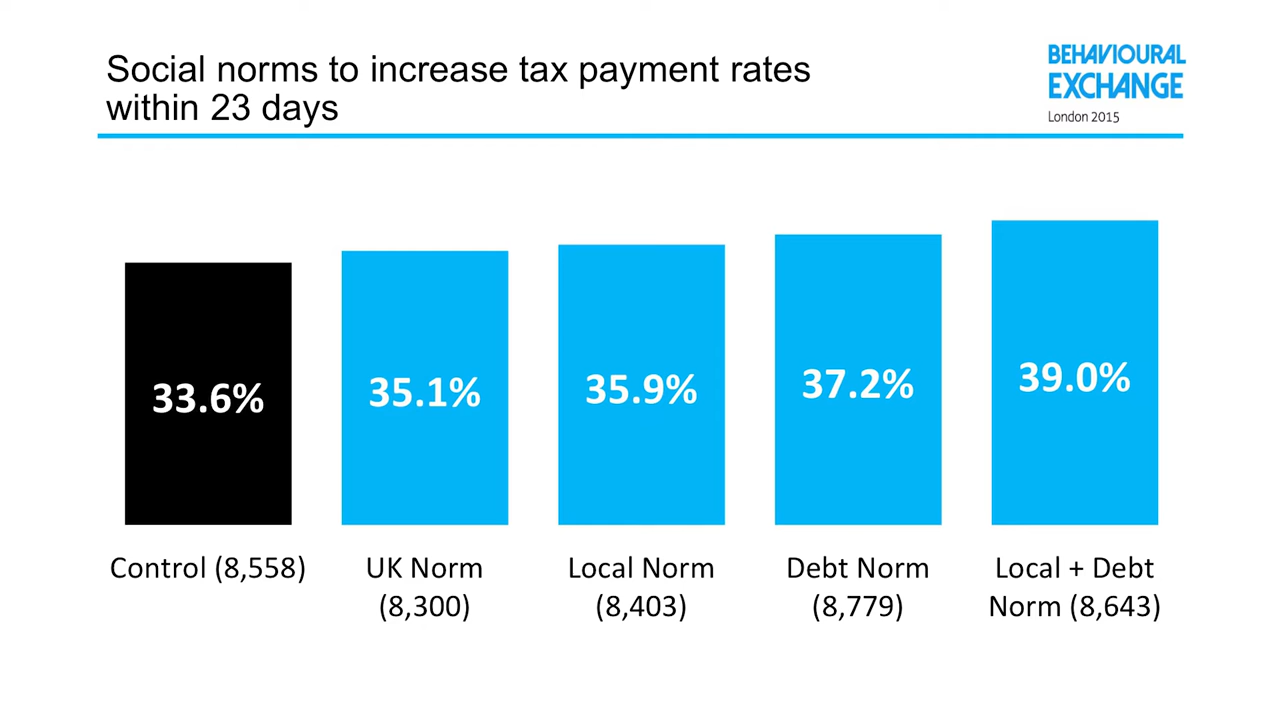 Social norms to increase tax payment rates
within 23 days
BEHAVIOURAL
EXCHANGE
London 2015
33.6%
35.1%
35.9%
37.2%
39.0%
Control (8,558)
UK Norm
(8,300)
Local Norm
(8,403)
Debt Norm
(8,779)
Local + Debt
Norm (8,643)